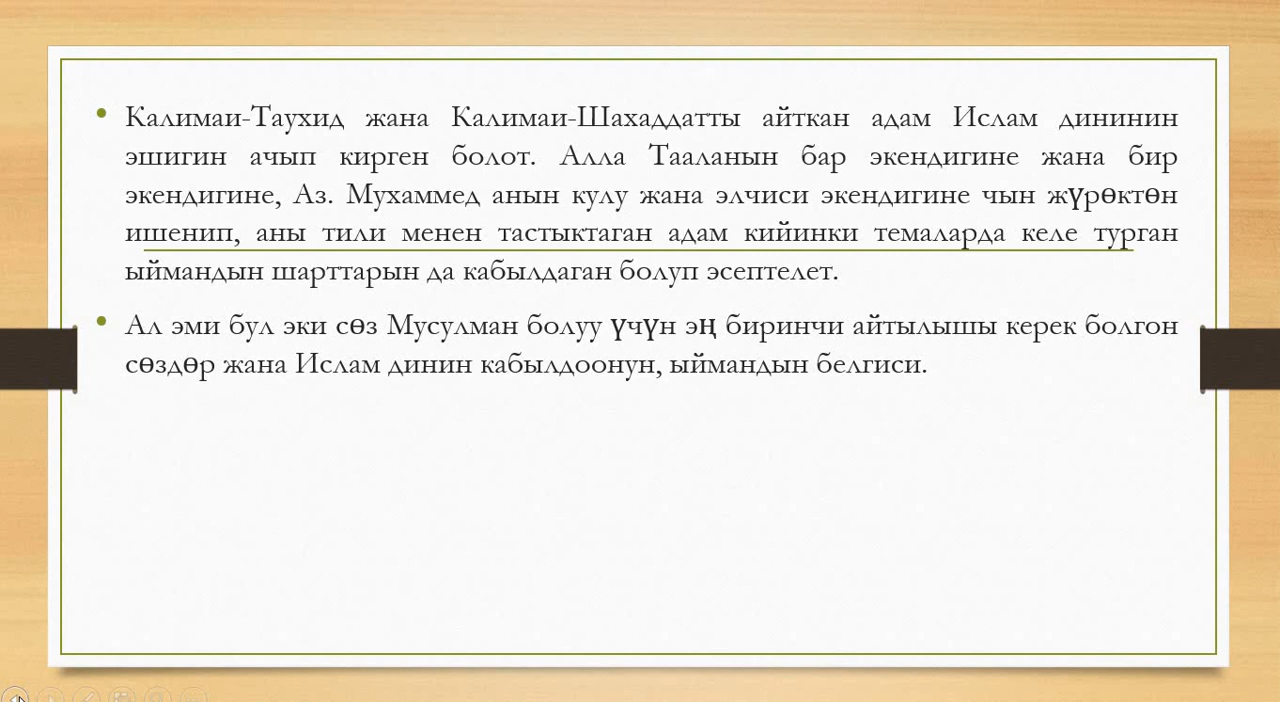 • Калимаи-Таухид жана Калимаи-Шахаддатты айткан адам Ислам дининин
эшигин ачып кирген болот. Алла Тааланын бар экендигине жана бир
экендигине, Аз. Мухаммед анын кулу жана элчиси экендигине чын жүрөктөн
ишенип, аны тили менен тастыктаган адам кийинки темаларда келе турган
ыймандын шарттарын да кабылдаган болуп эсептелет.
• Ал эми бул эки сөз Мусулман болуу үчүн эң биринчи айтылышы керек болгон
сөздөр жана Ислам динин кабылдоонун, ыймандын белгиси.